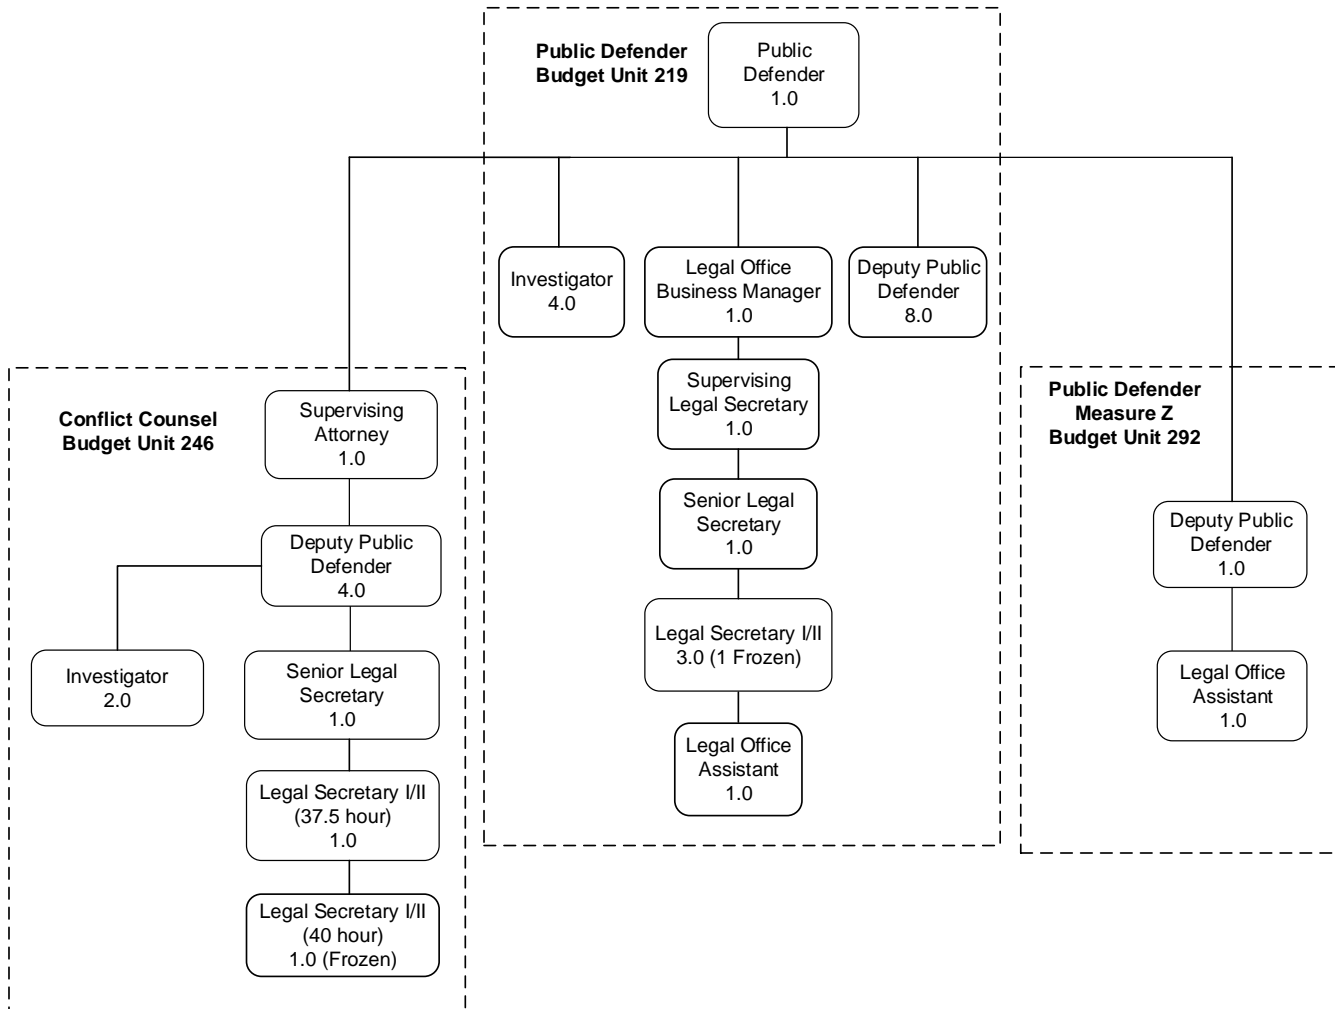 Public Defender
Budget Unit 219
Public
Defender
1.0
Investigator
4.0
Legal Office
Business Manager
1.0
Deputy Public
Defender
8.0
Supervising
Legal Secretary
1.0
Senior Legal
Secretary
1.0
Legal Secretary I/II
3.0 (1 Frozen)
Legal Office
Assistant
1.0
Conflict Counsel
Budget Unit 246
Supervising
Attorney
1.0
Deputy Public
Defender
4.0
Investigator
2.0
Senior Legal
Secretary
1.0
Legal Secretary I/II
(37.5 hour)
1.0
Legal Secretary I/II
(40 hour)
1.0 (Frozen)
Public Defender
Measure Z
Budget Unit 292
Deputy Public
Defender
1.0
Legal Office
Assistant
1.0